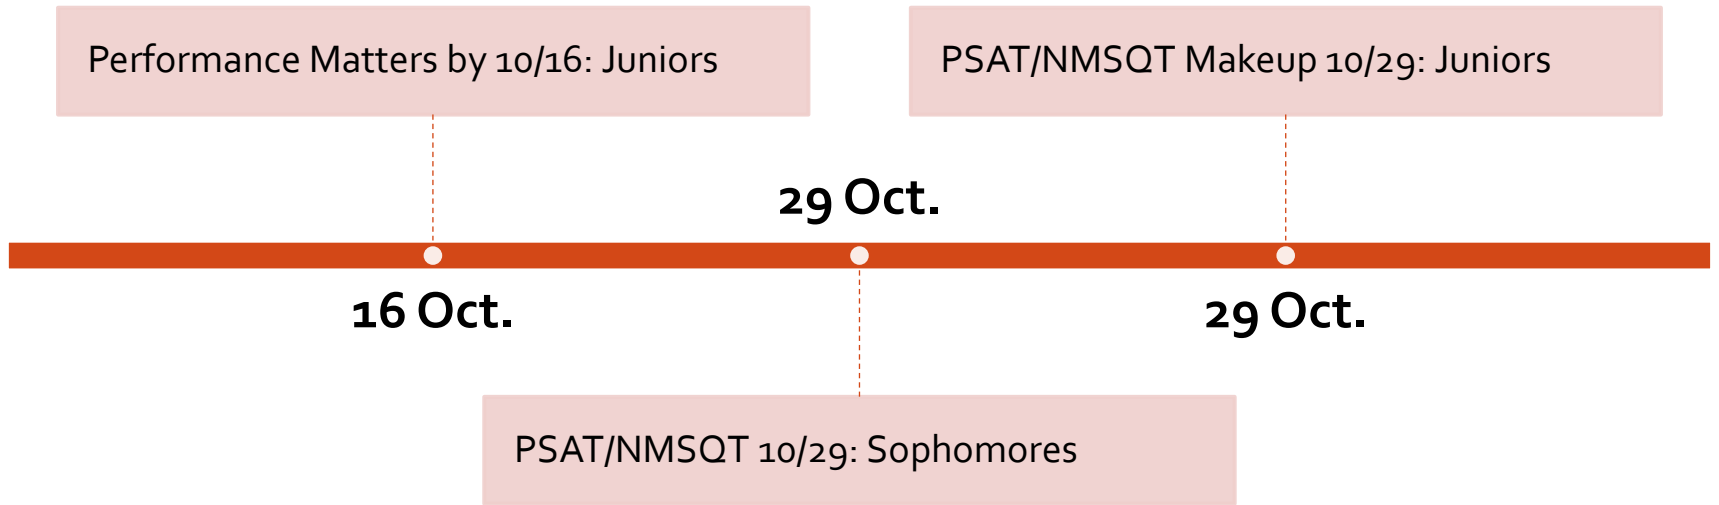 Performance Matters by 10/16: Juniors
PSAT/NMSQT Makeup 10/29: Juniors
29 Oct.
16 Oct.
29 Oct.
PSAT/NMSQT 10/29: Sophomores